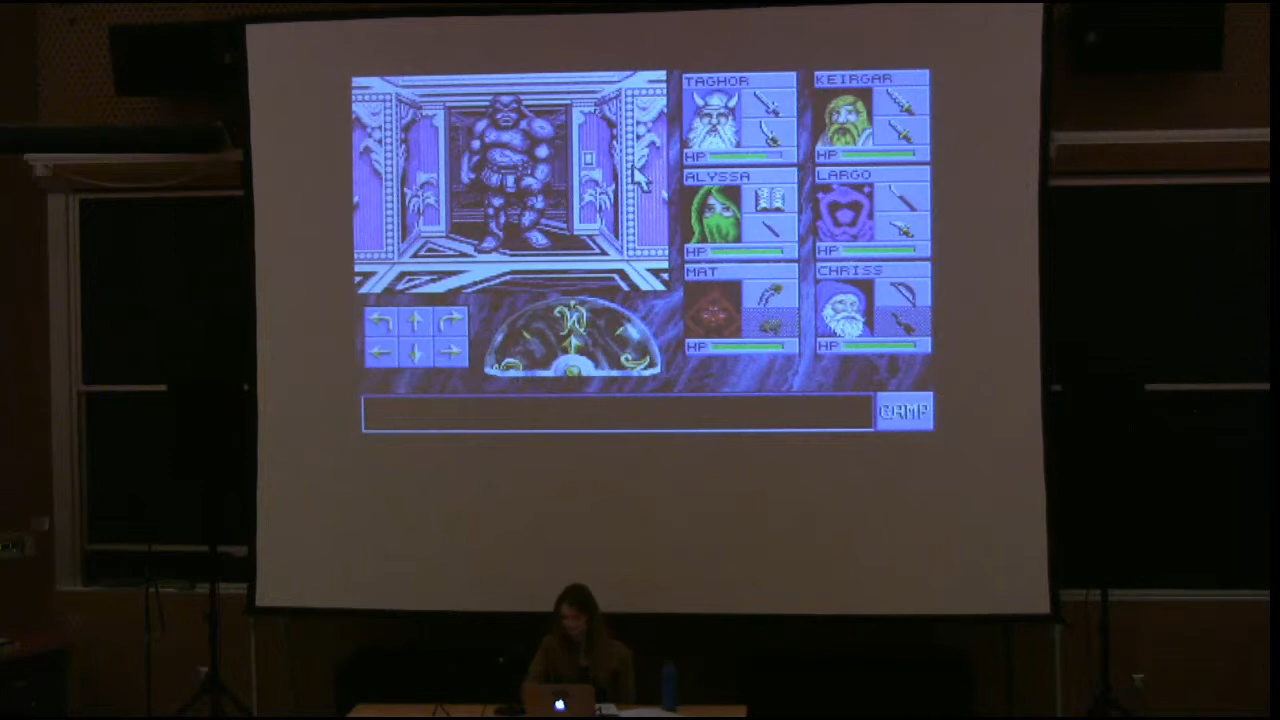 TAGHOR KEIRGAR
HP HP
ALYSSA LARGO
HP HP
MAT CHRISS
HP HP
W
CAMP